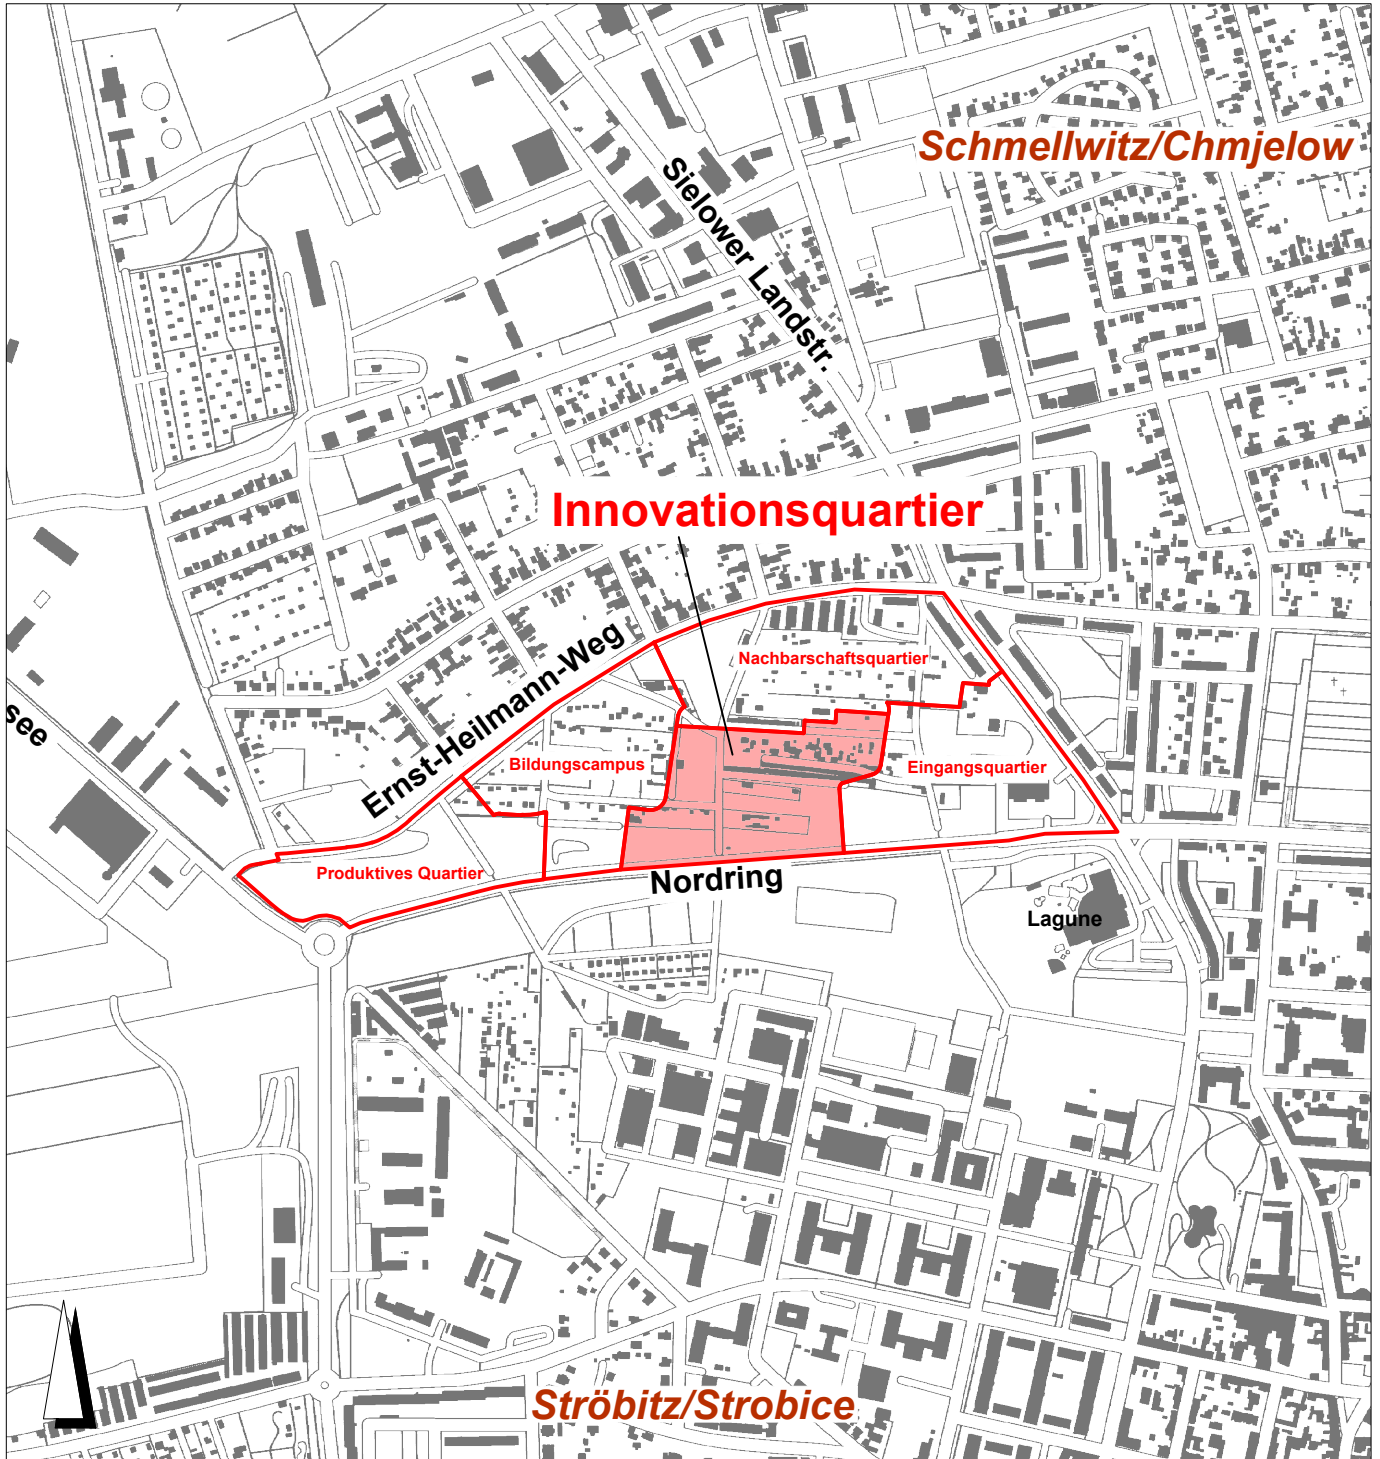 Schmellwitz/Chmjelow
Sielower Landstr.
Innovationsquartier
Ernst-Heilmann-Weg
Nachbarschaftsquartier
see
Bildungscampus
Eingangsquartier
Produktives Quartier
Nordring
Lagune
Ströbitz/Strobice